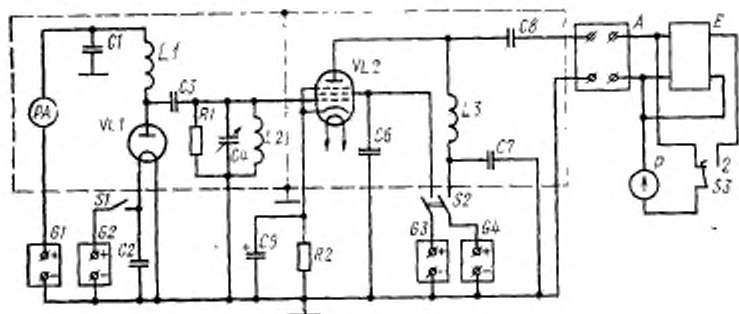 C1
L1
C3
PA
VL1
R1
C4
L2
VL2
C6
C8
L3
C7
A
E
P
2
S3
S1
G1
G2
C2
C5
R2
S2
G3
G4
+
-
+
-
+
+
-
+
-